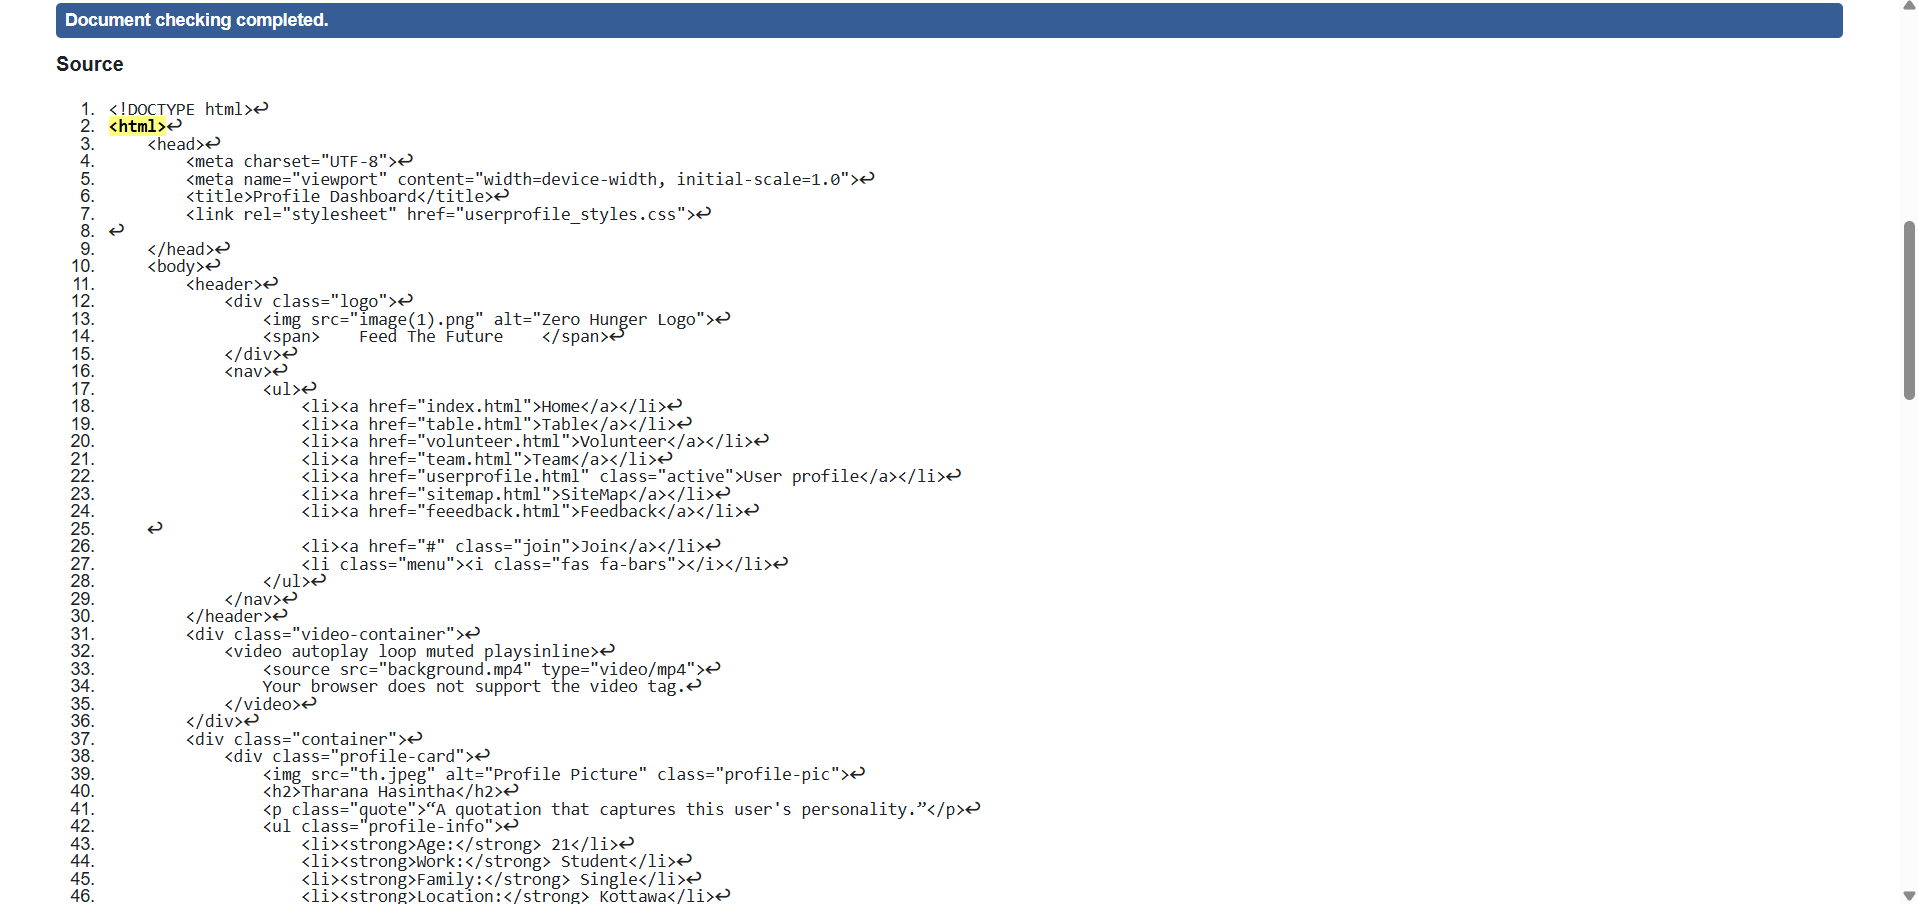 Document checking completed.
Source
1. <!DOCTYPE html>↩
2. <html>↩
3.     <head>↩
4.         <meta charset="UTF-8">↩
5.         <meta name="viewport" content="width=device-width, initial-scale=1.0">↩
6.         <title>Profile Dashboard</title>↩
7.         <link rel="stylesheet" href="userprofile_styles.css">↩
8. ↩
9.     </head>↩
10.     <body>↩
11.         <header>↩
12.             <div class="logo">↩
13.                 <img src="image(1).png" alt="Zero Hunger Logo">↩
14.                 <span>    Feed The Future    </span>↩
15.             </div>↩
16.             <nav>↩
17.                 <ul>↩
18.                     <li><a href="index.html">Home</a></li>↩
19.                     <li><a href="table.html">Table</a></li>↩
20.                     <li><a href="volunteer.html">Volunteer</a></li>↩
21.                     <li><a href="team.html">Team</a></li>↩
22.                     <li><a href="userprofile.html" class="active">User profile</a></li>↩
23.                     <li><a href="sitemap.html">SiteMap</a></li>↩
24.                     <li><a href="feeedback.html">Feedback</a></li>↩
25.     ↩
26.                     <li><a href="#" class="join">Join</a></li>↩
27.                     <li class="menu"><i class="fas fa-bars"></i></li>↩
28.                 </ul>↩
29.             </nav>↩
30.         </header>↩
31.         <div class="video-container">↩
32.             <video autoplay loop muted playsinline>↩
33.                 <source src="background.mp4" type="video/mp4">↩
34.                 Your browser does not support the video tag.↩
35.             </video>↩
36.         </div>↩
37.         <div class="container">↩
38.             <div class="profile-card">↩
39.                 <img src="th.jpeg" alt="Profile Picture" class="profile-pic">↩
40.                 <h2>Tharana Hasintha</h2>↩
41.                 <p class="quote">“A quotation that captures this user's personality.”</p>↩
42.                 <ul class="profile-info">↩
43.                     <li><strong>Age:</strong> 21</li>↩
44.                     <li><strong>Work:</strong> Student</li>↩
45.                     <li><strong>Family:</strong> Single</li>↩
46.                     <li><strong>Location:</strong> Kottawa</li>↩